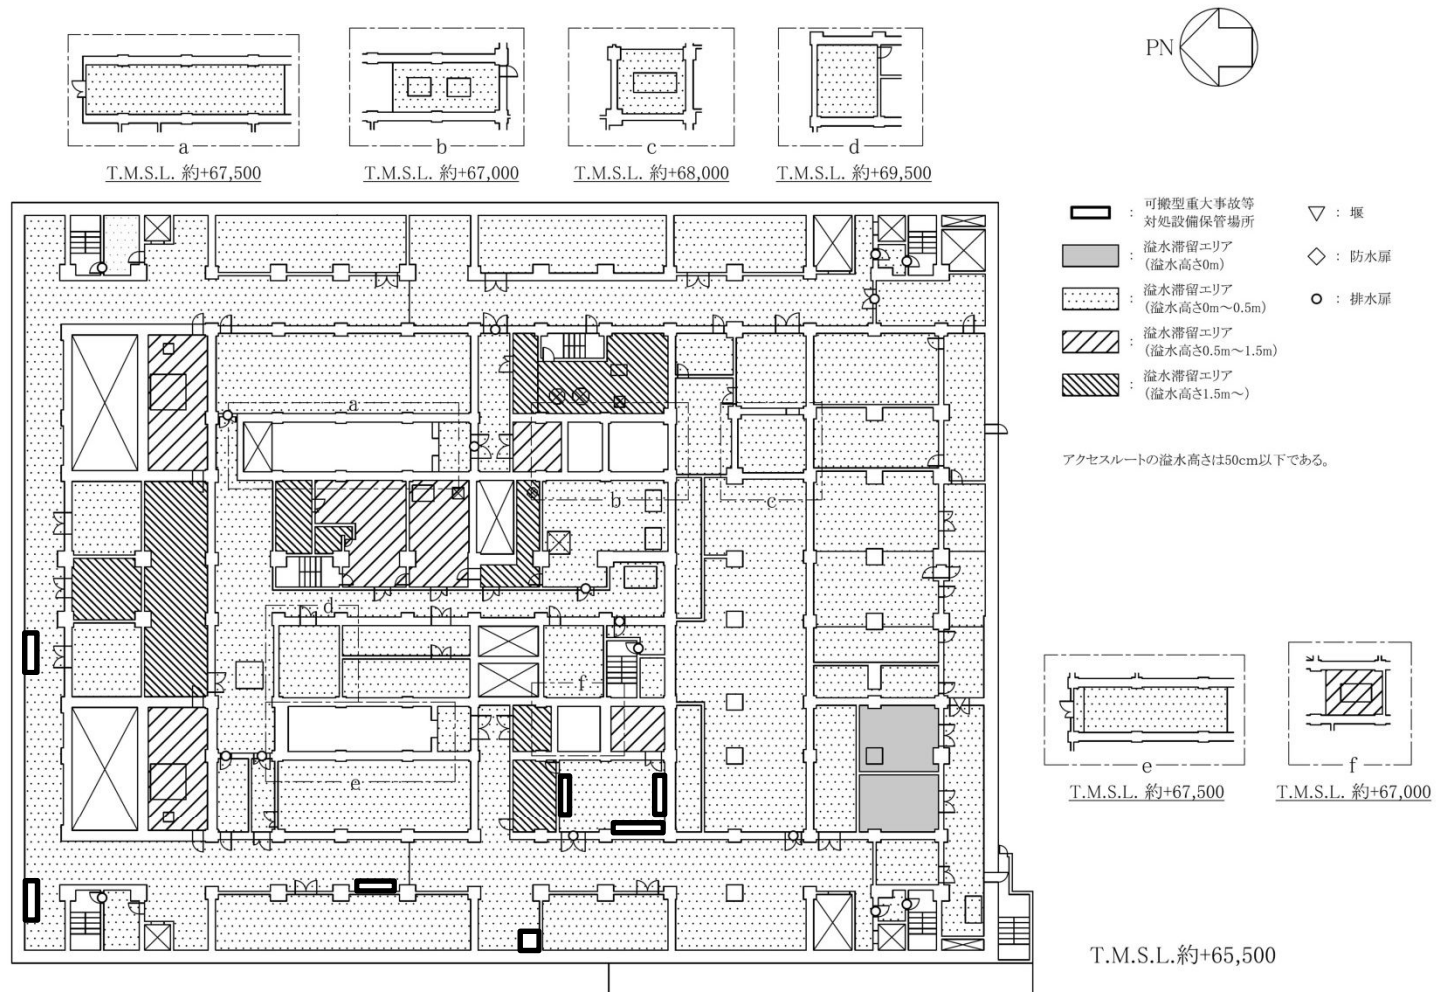 PN
a
T.M.S.L. 約+67,500
b
T.M.S.L. 約+67,000
c
T.M.S.L. 約+68,000
d
T.M.S.L. 約+69,500
： 可搬型重大事故等
対処設備保管場所
： 溢水滞留エリア
(溢水高さ0m)
： 溢水滞留エリア
(溢水高さ0m～0.5m)
： 溢水滞留エリア
(溢水高さ0.5m～1.5m)
： 溢水滞留エリア
(溢水高さ1.5m～)
： 堰
： 防水扉
： 排水扉
アクセスルートの溢水高さは50cm以下である。
a
b
c
d
f
e
e
T.M.S.L. 約+67,500
f
T.M.S.L. 約+67,000
T.M.S.L.約+65,500